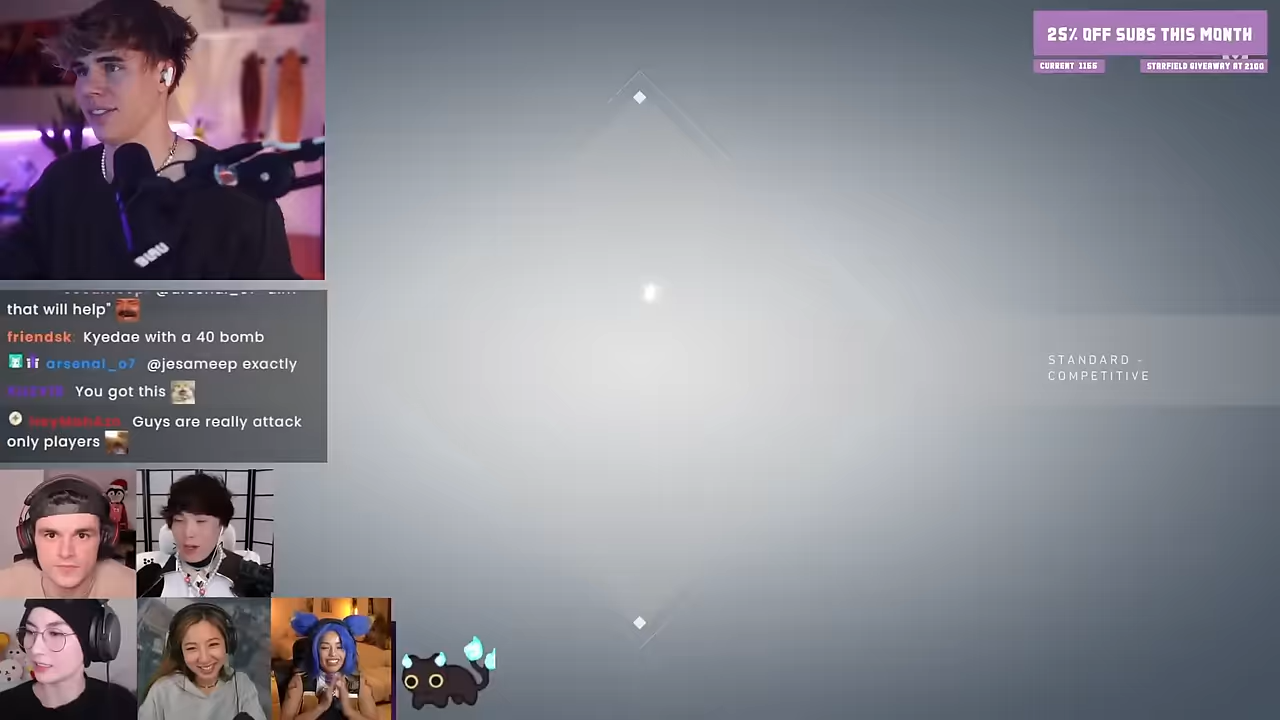 25% OFF SUBS THIS MONTH
CURRENT 1156
STARFIELD GIVEAWAY AT 2100
that will help"
friendsk: Kyedae with a 40 bomb
arsenal_o7 @jesameep exactly
You got this
Guys are really attack
only players
STANDARD -
COMPETITIVE